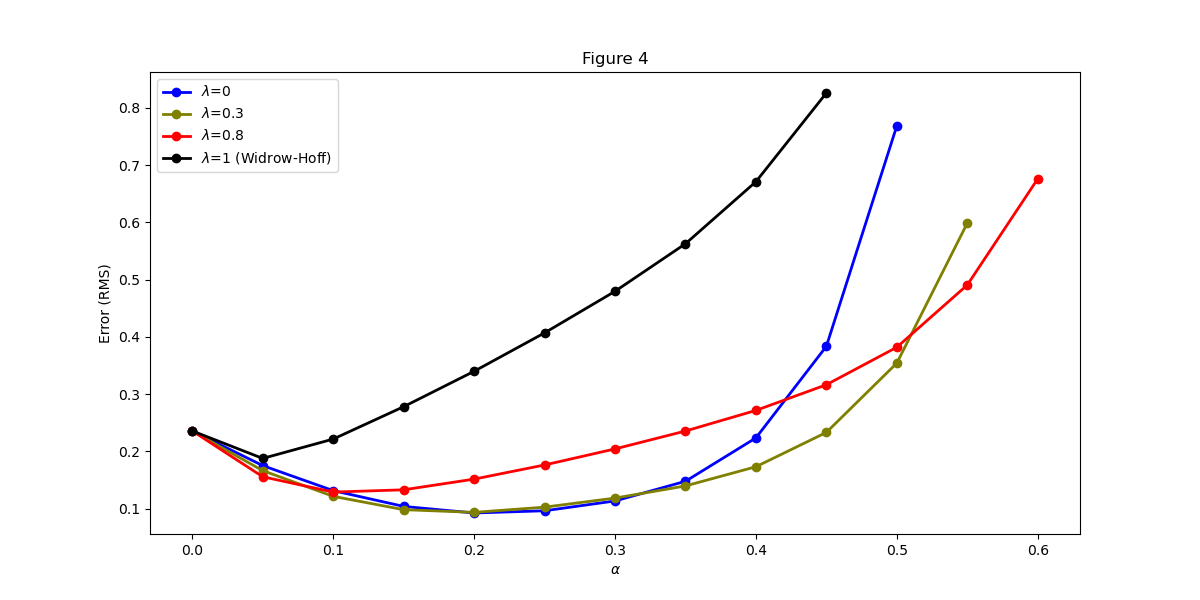 Figure 4
λ=0
λ=0.3
λ=0.8
λ=1 (Widrow-Hoff)
Error (RMS)
0.8
0.7
0.6
0.5
0.4
0.3
0.2
0.1
0.0 0.1 0.2 0.3 0.4 0.5 0.6
α